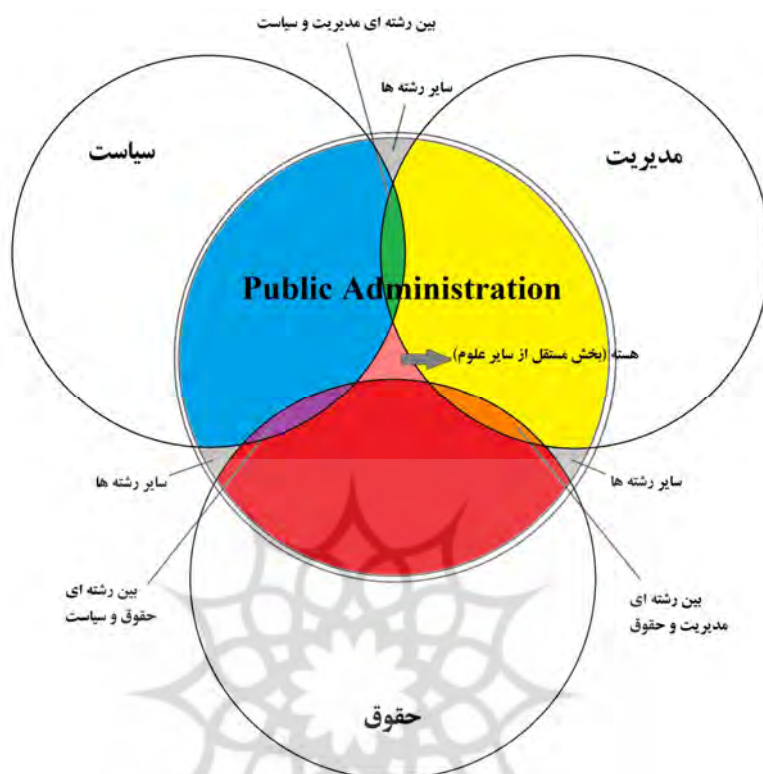 بین رشته ای مدیریت و سیاست
سایر رشته ها
مدیریت
سیاست
Public Administration
هسته (بخش مستقل از سایر علوم)
سایر رشته ها
سایر رشته ها
بین رشته ای
مدیریت و حقوق
بین رشته ای
حقوق و سیاست
حقوق